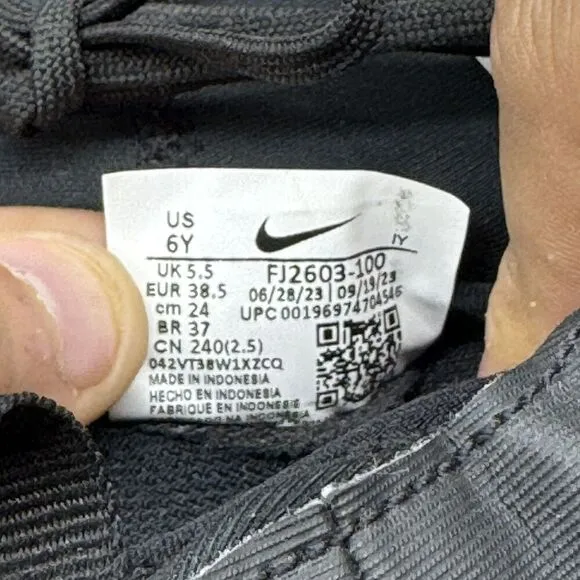 US
6Y
IY
UK 5.5
EUR 38.5
cm 24
BR 37
CN 240(2.5)
FJ2603-100
06/28/23 | 09/19/23
UPC 00196974704546
042VT38W1XZCQ
MADE IN INDONESIA
HECHO EN INDONESIA
FABRIQUE EN INDONESIE